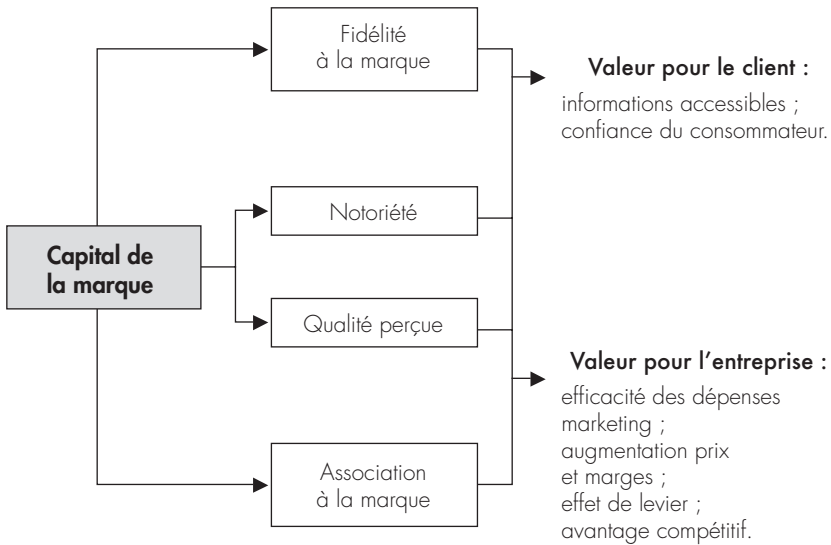 Fidélité
à la marque
Valeur pour le client :
informations accessibles ;
confiance du consommateur.
Notoriété
Capital de
la marque
Qualité perçue
Valeur pour l'entreprise :
efficacité des dépenses
marketing ;
augmentation prix
et marges ;
effet de levier ;
avantage compétitif.
Association
à la marque